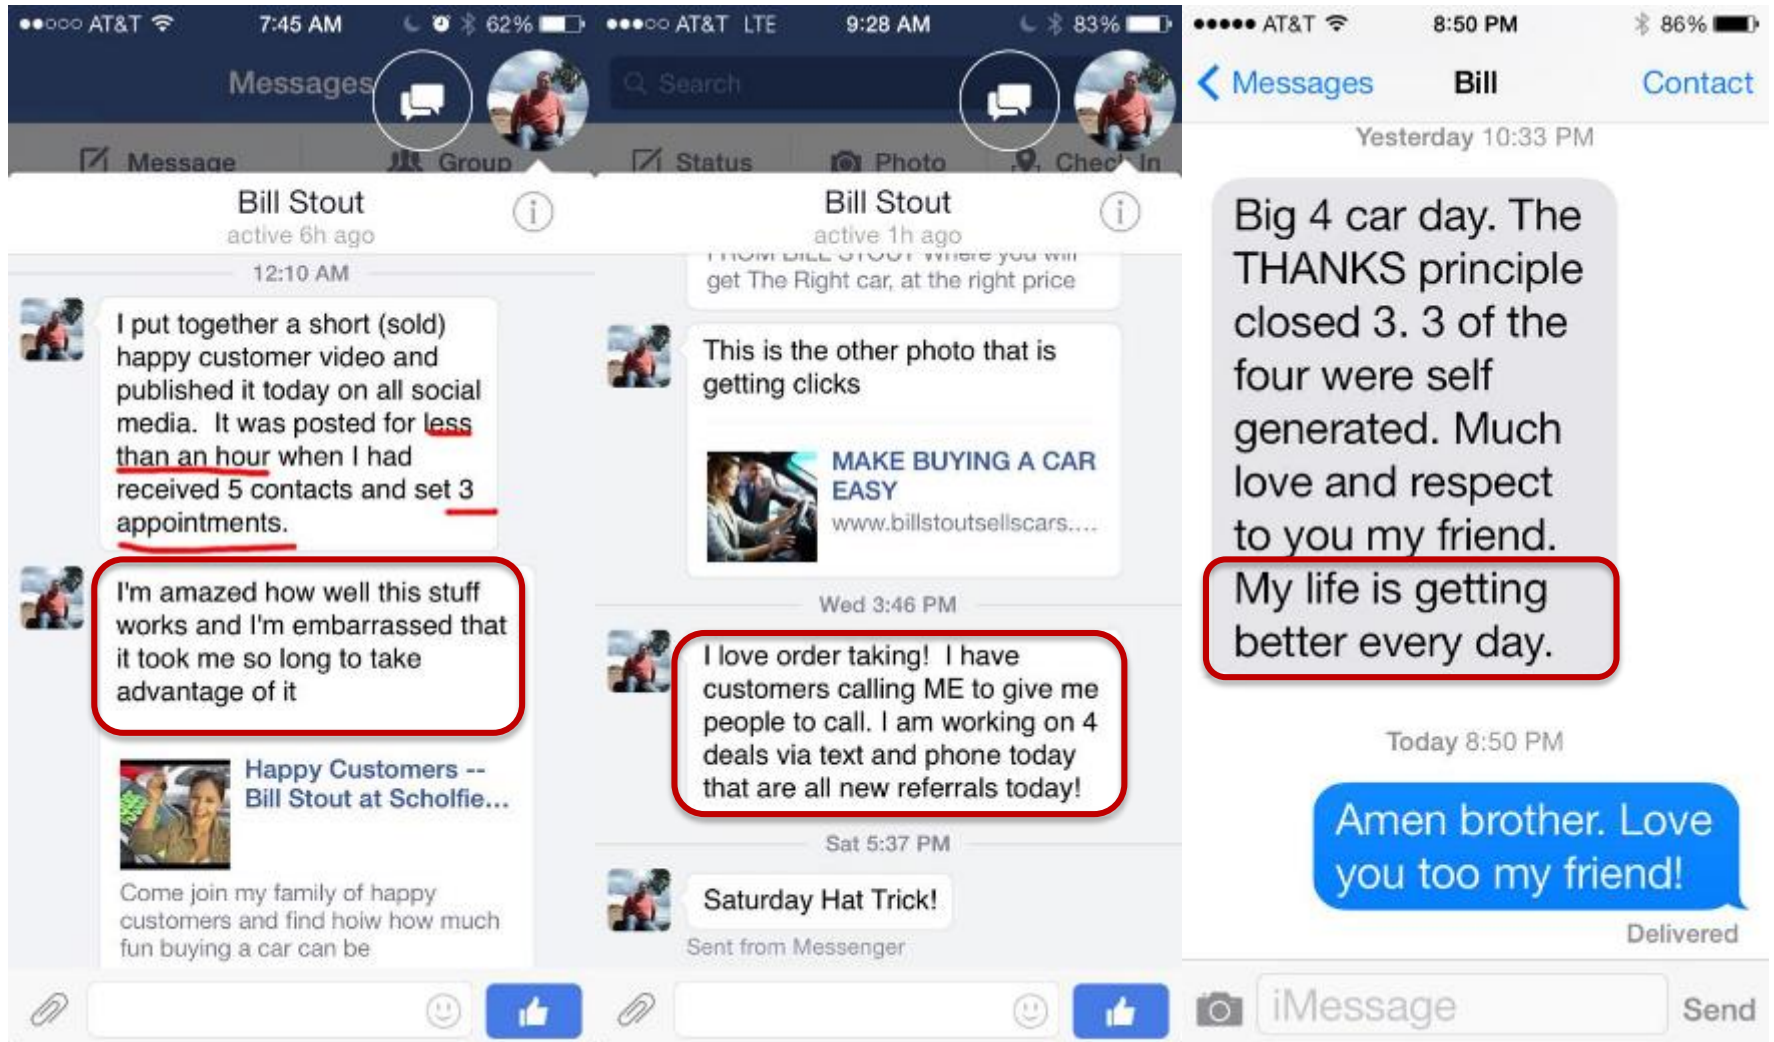 ●●○○○ AT&T 7:45 AM 62%
Messages
Message Group
Bill Stout
active 6h ago
12:10 AM
I put together a short (sold)
happy customer video and
published it today on all social
media. It was posted for less
than an hour when I had
received 5 contacts and set 3
appointments.
I'm amazed how well this stuff
works and I'm embarrassed that
it took me so long to take
advantage of it
Happy Customers --
Bill Stout at Scholfie...
Come join my family of happy
customers and find hoiw how much
fun buying a car can be
●●●○○ AT&T LTE 9:28 AM 83%
Search
Status Photo Check In
Bill Stout
active 1h ago
FROM BILL STOUT Where you will
get The Right car, at the right price
This is the other photo that is
getting clicks
MAKE BUYING A CAR
EASY
www.billstoutsellscars....
Wed 3:46 PM
I love order taking! I have
customers calling ME to give me
people to call. I am working on 4
deals via text and phone today
that are all new referrals today!
Sat 5:37 PM
Saturday Hat Trick!
Sent from Messenger
●●●●● AT&T 8:50 PM 86%
Messages Bill Contact
Yesterday 10:33 PM
Big 4 car day. The
THANKS principle
closed 3. 3 of the
four were self
generated. Much
love and respect
to you my friend.
My life is getting
better every day.
Today 8:50 PM
Amen brother. Love
you too my friend!
Delivered
iMessage Send